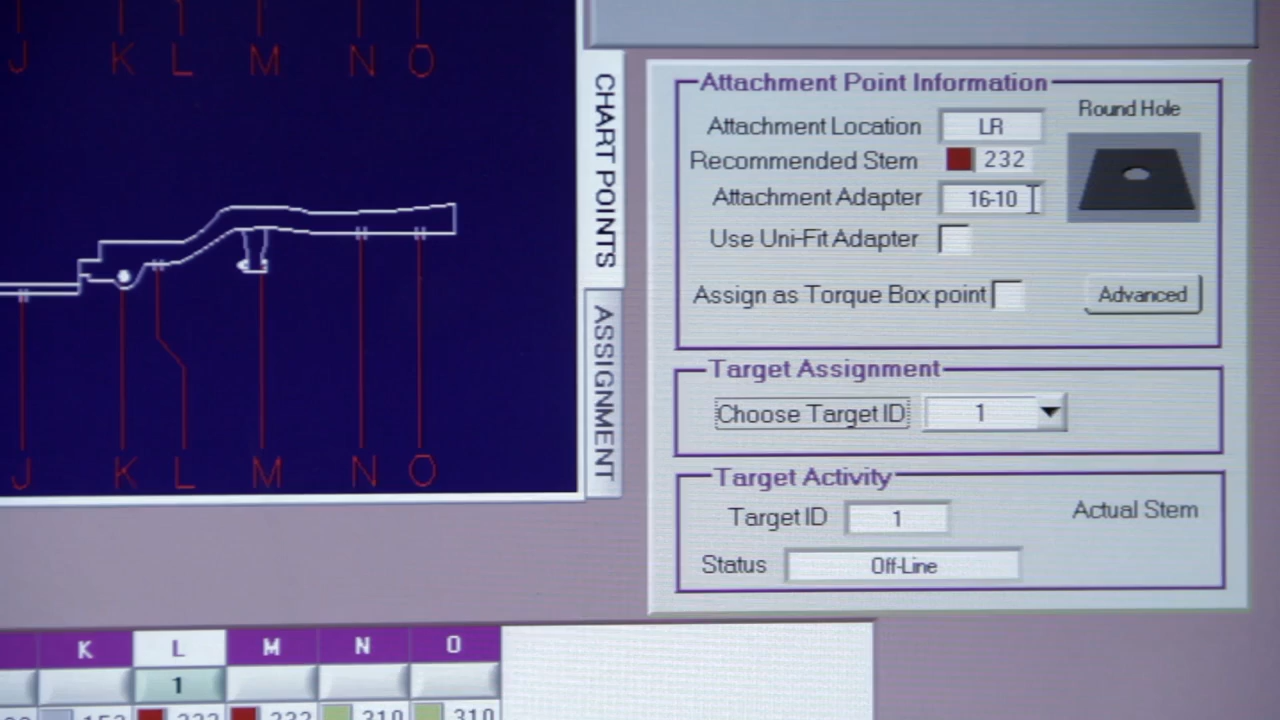 J K L M N O
CHART POINTS
ASSIGNMENT
J K L M N O
Attachment Point Information
Round Hole
Attachment Location LR
Recommended Stem 232
Attachment Adapter 16-10
Use Uni-Fit Adapter
Assign as Torque Box point
Advanced
Target Assignment
Choose Target ID 1
Target Activity
Target ID 1
Actual Stem
Status Off-Line
K L M N O
1
152 232 232 310 310